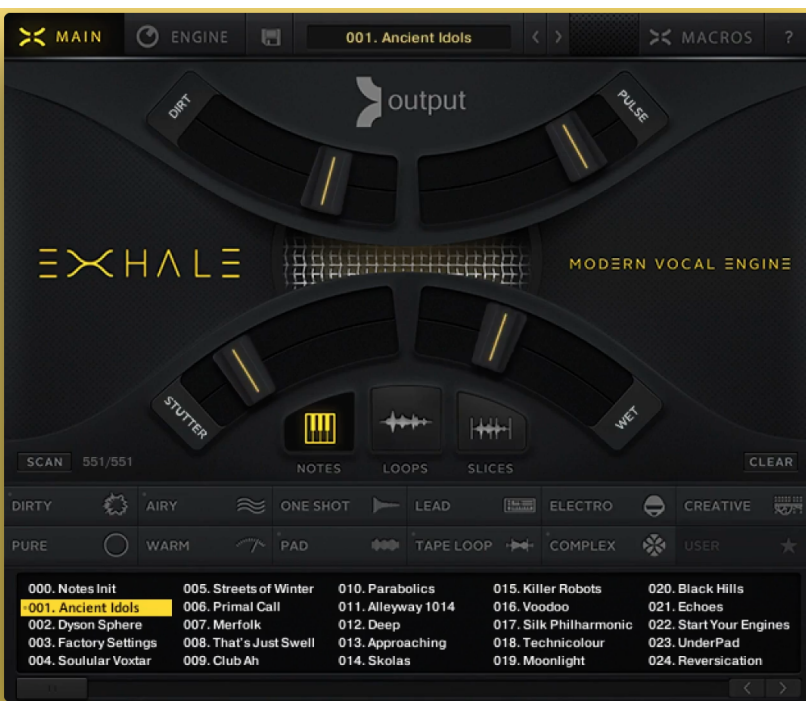 MAIN ENGINE 001. Ancient Idols < > MACROS ?
DIRT
output
PULSE
EXHALE
MODERN VOCAL ENGINE
STUTTER
WET
SCAN 551/551
NOTES LOOPS SLICES
CLEAR
DIRTY AIRY ONE SHOT LEAD ELECTRO CREATIVE
PURE WARM PAD TAPE LOOP COMPLEX USER
000. Notes Init 005. Streets of Winter 010. Parabolics 015. Killer Robots 020. Black Hills
001. Ancient Idols 006. Primal Call 011. Alleyway 1014 016. Voodoo 021. Echoes
002. Dyson Sphere 007. Merfolk 012. Deep 017. Silk Philharmonic 022. Start Your Engines
003. Factory Settings 008. That's Just Swell 013. Approaching 018. Technicolour 023. UnderPad
004. Soulular Voxtar 009. Club Ah 014. Skolas 019. Moonlight 024. Reversication
< >